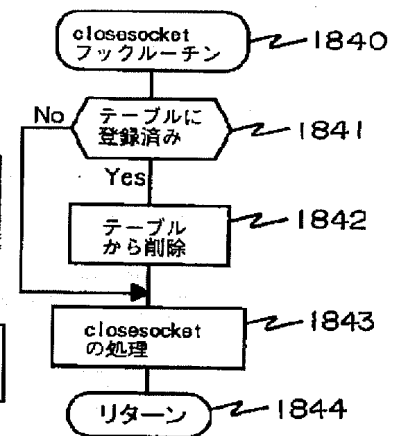 closesocket
フックルーチン
1840
No
テーブルに
登録済み
1841
Yes
テーブル
から削除
1842
closesocket
の処理
1843
リターン
1844